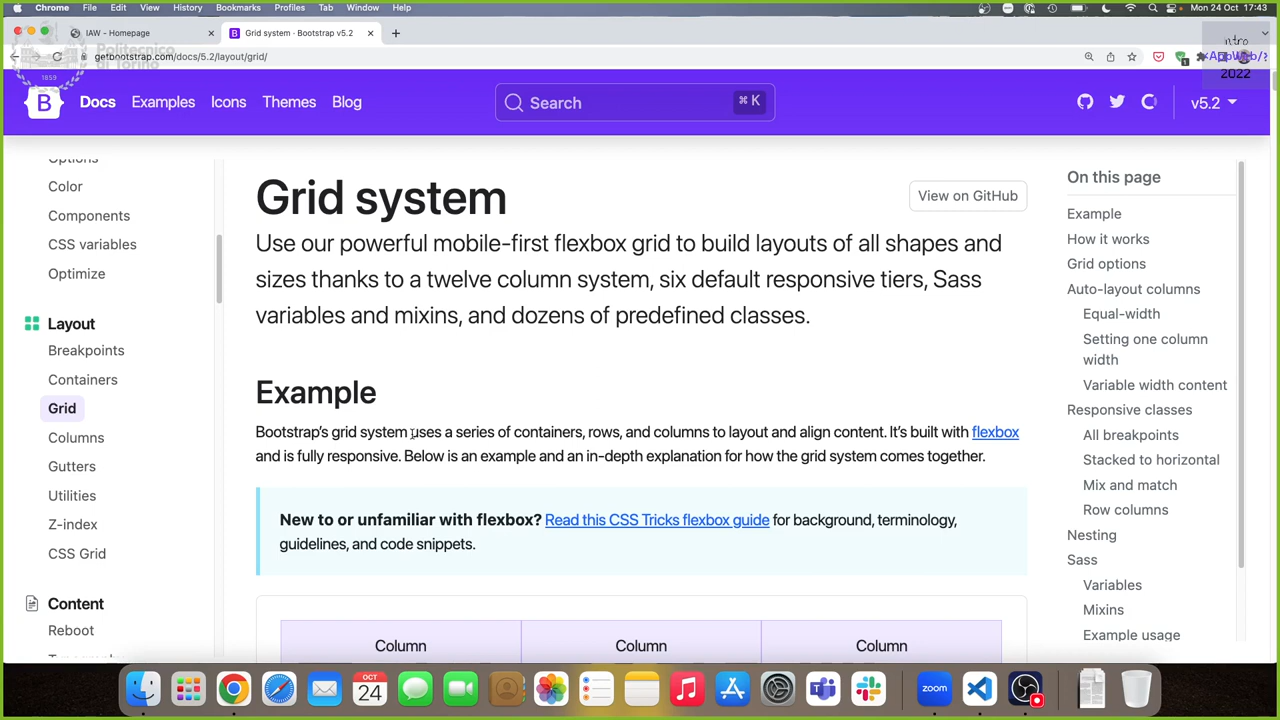 Chrome File Edit View History Bookmarks Profiles Tab Window Help
Mon 24 Oct 17:43
IAW - Homepage
Grid system · Bootstrap v5.2
Politecnico
di Torino
1859
getbootstrap.com/docs/5.2/layout/grid/
intro
<AppWeb/>
2022
B
Docs Examples Icons Themes Blog
Search
⌘ K
v5.2
Options
Color
Components
CSS variables
Optimize
Layout
Breakpoints
Containers
Grid
Columns
Gutters
Utilities
Z-index
CSS Grid
Content
Reboot
Typography
Grid system
View on GitHub
Use our powerful mobile-first flexbox grid to build layouts of all shapes and
sizes thanks to a twelve column system, six default responsive tiers, Sass
variables and mixins, and dozens of predefined classes.
Example
Bootstrap's grid system uses a series of containers, rows, and columns to layout and align content. It's built with flexbox
and is fully responsive. Below is an example and an in-depth explanation for how the grid system comes together.
New to or unfamiliar with flexbox? Read this CSS Tricks flexbox guide for background, terminology,
guidelines, and code snippets.
Column Column Column
On this page
Example
How it works
Grid options
Auto-layout columns
Equal-width
Setting one column
width
Variable width content
Responsive classes
All breakpoints
Stacked to horizontal
Mix and match
Row columns
Nesting
Sass
Variables
Mixins
Example usage
OCT
24
zoom